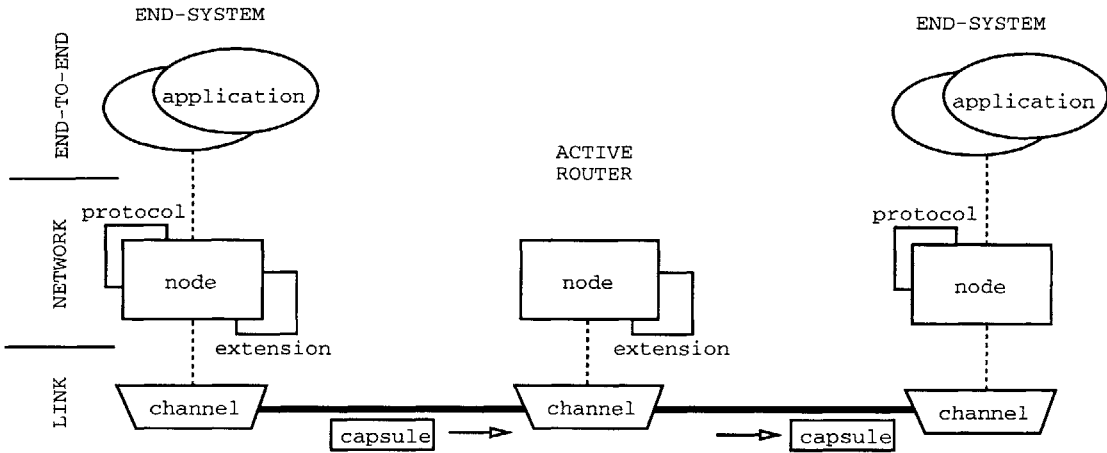 END-SYSTEM
END-SYSTEM
END-TO-END
application
application
ACTIVE
ROUTER
NETWORK
protocol
protocol
node
node
node
extension
extension
LINK
channel
channel
channel
capsule
capsule